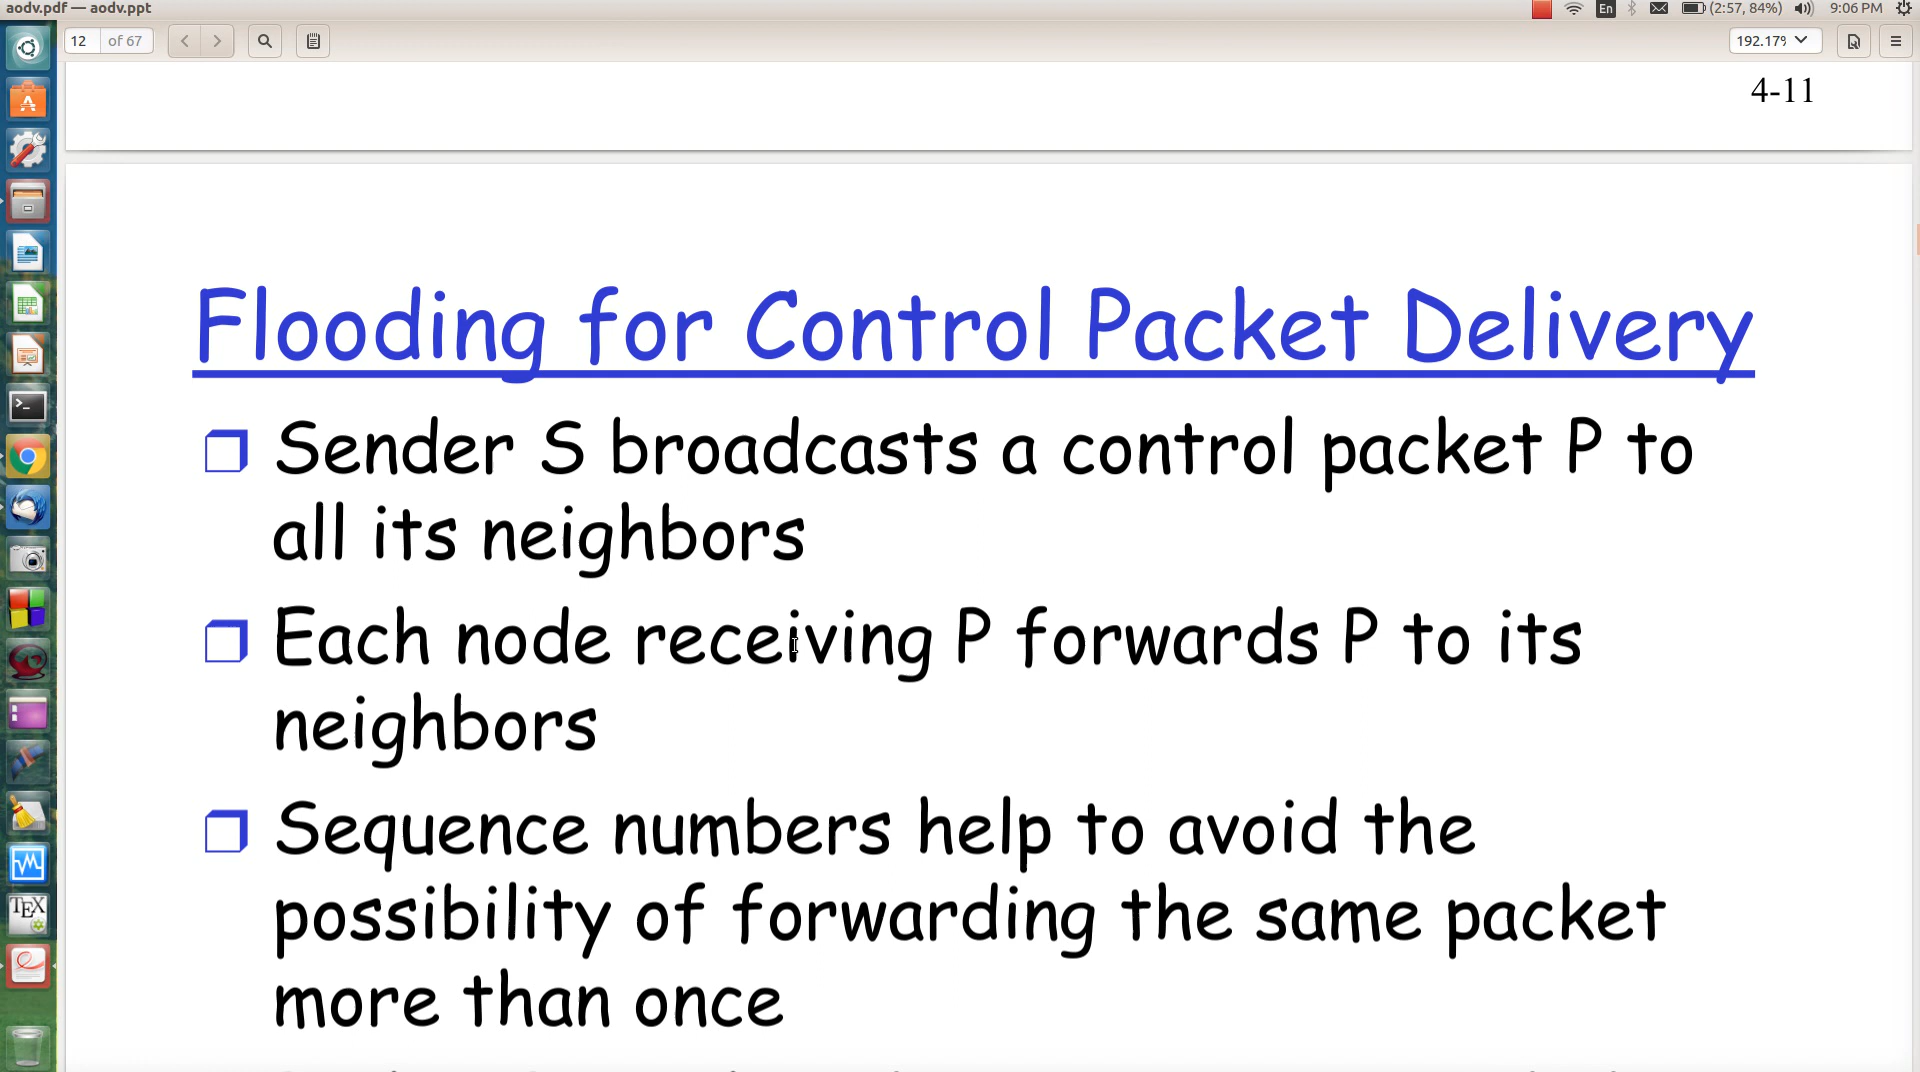 aodv.pdf — aodv.ppt
En
(2:57, 84%)
9:06 PM
12 of 67
192.17%
4-11
Flooding for Control Packet Delivery
Sender S broadcasts a control packet P to
all its neighbors
Each node receiving P forwards P to its
neighbors
Sequence numbers help to avoid the
possibility of forwarding the same packet
more than once
TEX